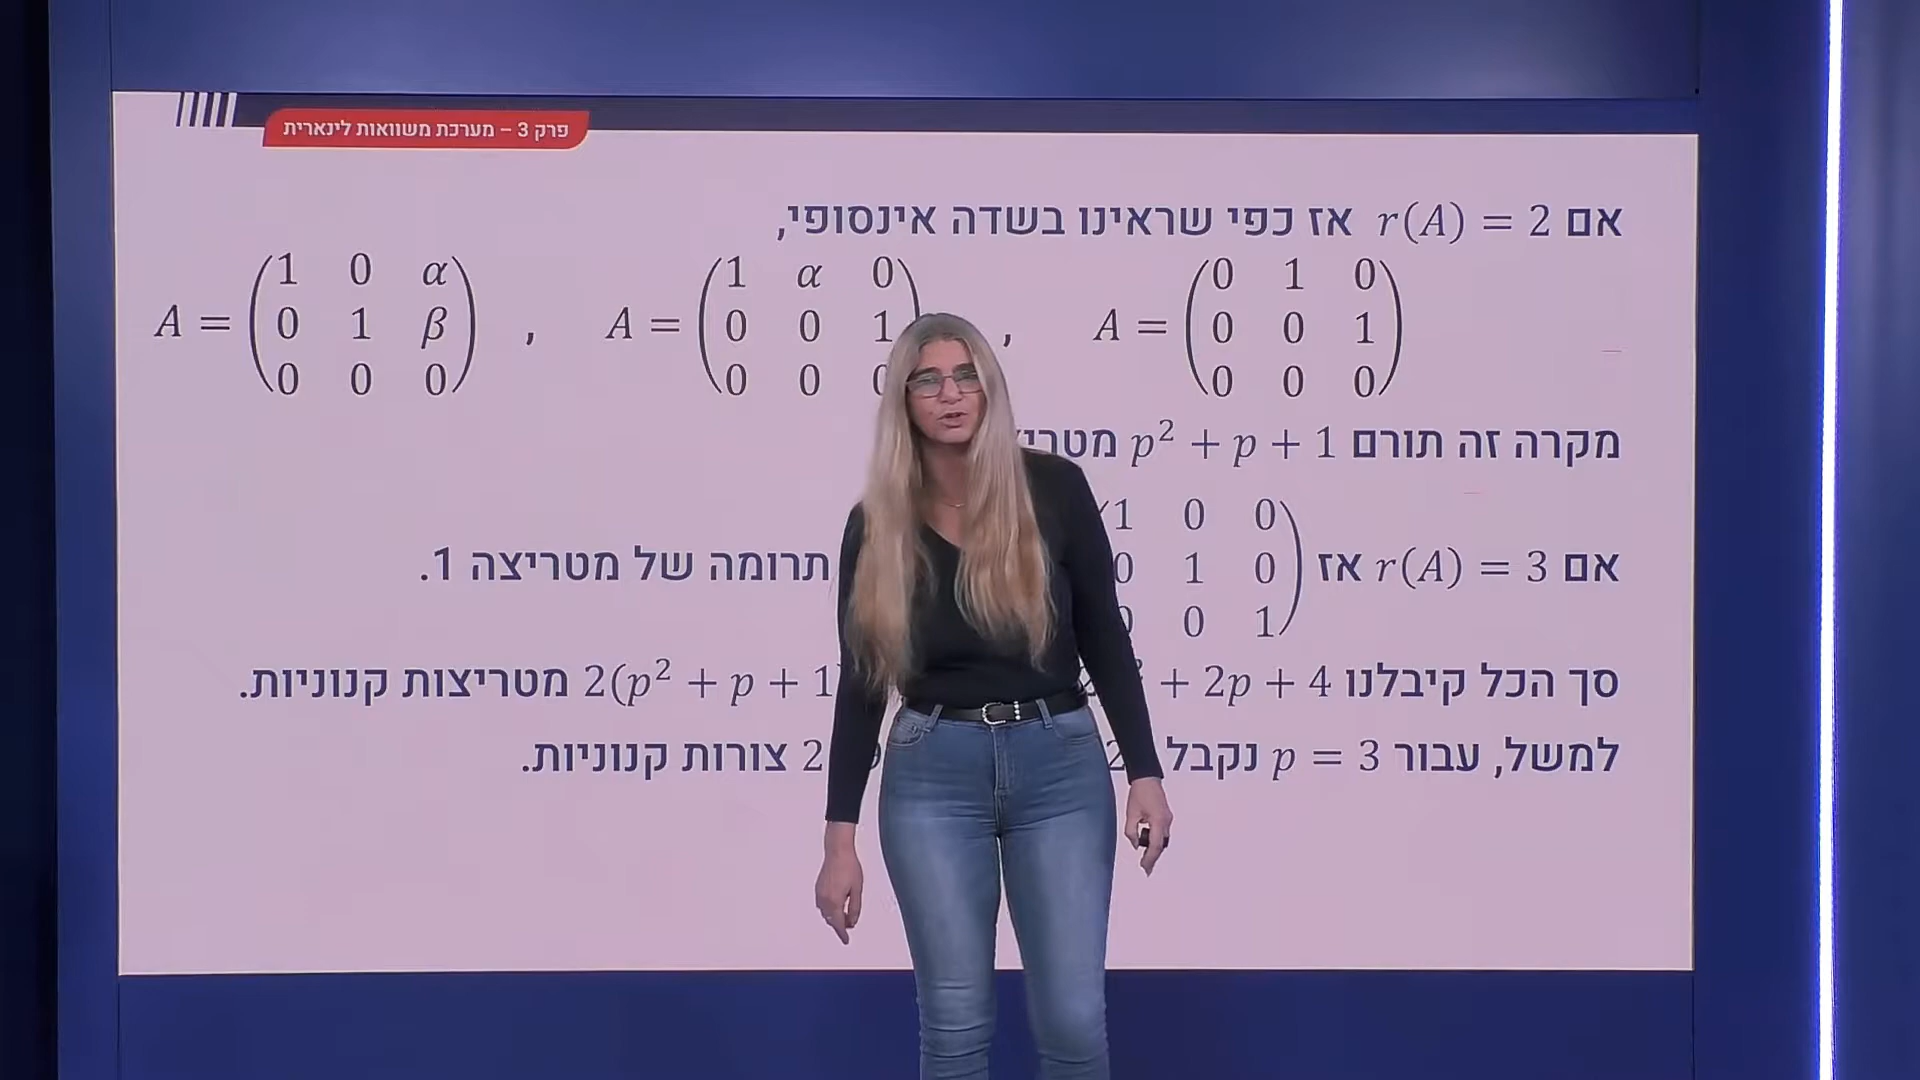 פרק 3 – מערכת משוואות לינארית
אם r(A) = 2 אז כפי שראינו בשדה אינסופי,
A = (1 0 α / 0 1 β / 0 0 0) , A = (1 α 0 / 0 0 1 / 0 0 0) , A = (0 1 0 / 0 0 1 / 0 0 0)
מקרה זה תורם p² + p + 1
אם r(A) = 3 אז (1 0 0 / 0 1 0 / 0 0 1) תרומה של מטריצה 1.
סך הכל קיבלנו + 2p + 4 2(p² + p + 1 מטריצות קנוניות.
למשל, עבור p = 3 נקבל 2 צורות קנוניות.